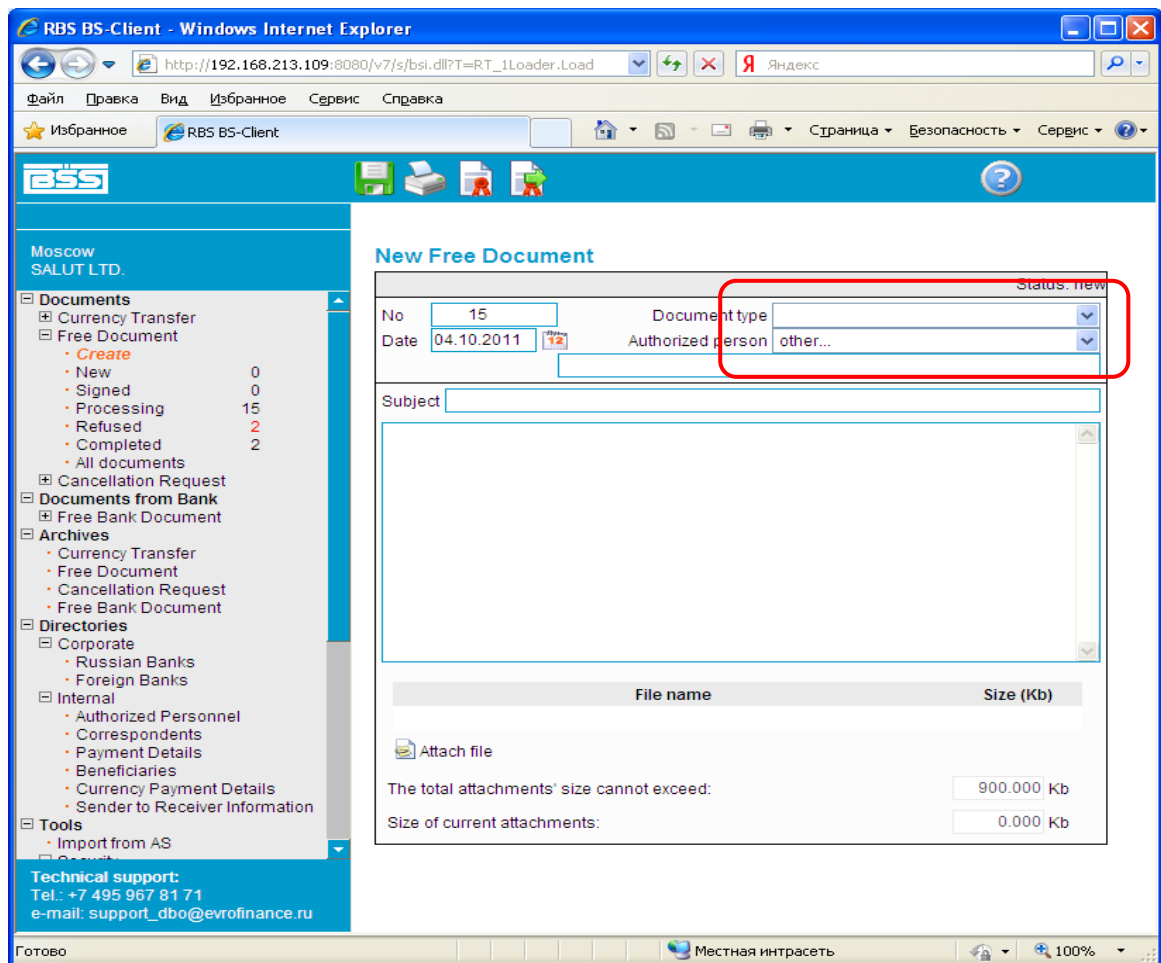 RBS BS-Client - Windows Internet Explorer
http://192.168.213.109:8080/v7/s/bsi.dll?T=RT_1Loader.Load
Я Яндекс
Файл Правка Вид Избранное Сервис Справка
Избранное RBS BS-Client Страница Безопасность Сервис
BSS
Moscow
SALUT LTD.
Documents
Currency Transfer
Free Document
Create
New 0
Signed 0
Processing 15
Refused 2
Completed 2
All documents
Cancellation Request
Documents from Bank
Free Bank Document
Archives
Currency Transfer
Free Document
Cancellation Request
Free Bank Document
Directories
Corporate
Russian Banks
Foreign Banks
Internal
Authorized Personnel
Correspondents
Payment Details
Beneficiaries
Currency Payment Details
Sender to Receiver Information
Tools
Import from AS
Technical support:
Tel.: +7 495 967 81 71
e-mail: support_dbo@evrofinance.ru
New Free Document
Status: new
No 15 Document type
Date 04.10.2011 12 Authorized person other...
Subject
File name Size (Kb)
Attach file
The total attachments' size cannot exceed: 900.000 Kb
Size of current attachments: 0.000 Kb
Готово Местная интрасеть 100%